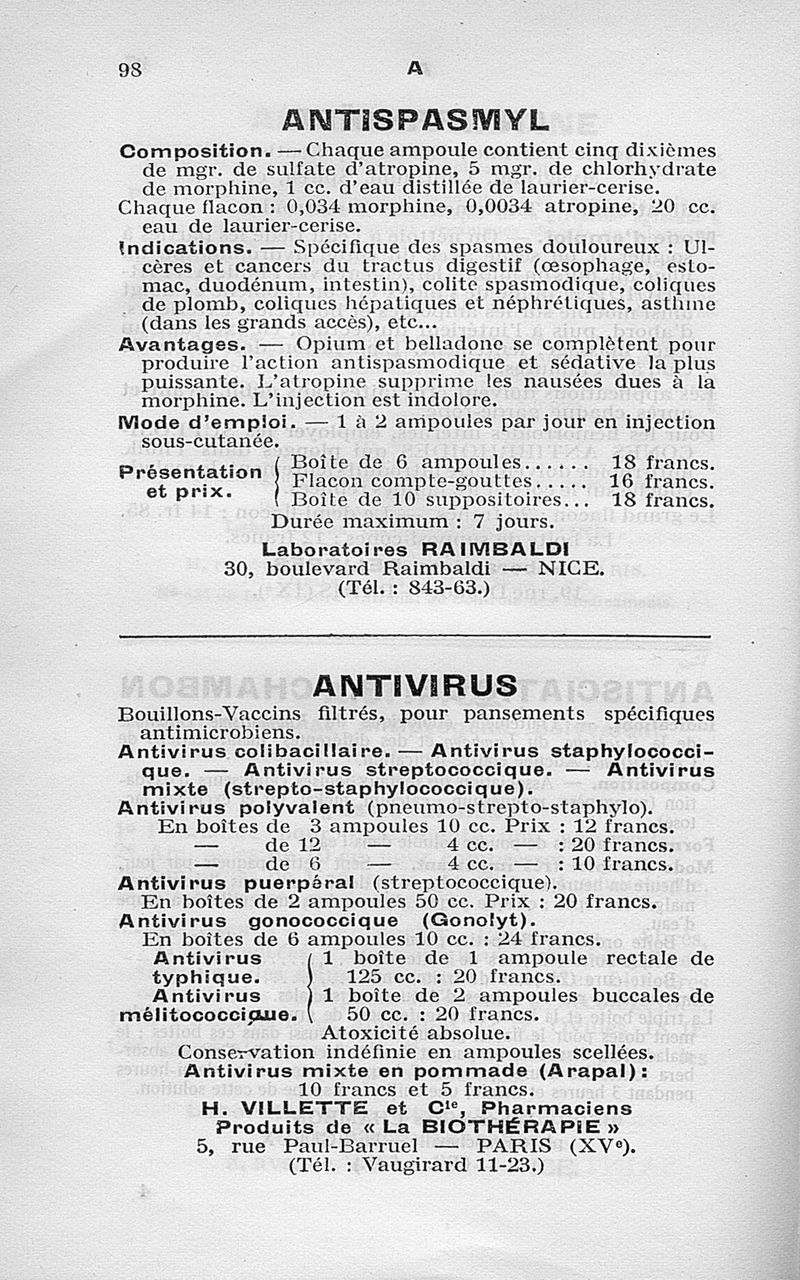 98
A
ANTISPASMYL
Composition. — Chaque ampoule contient cinq dixièmes
de mgr. de sulfate d'atropine, 5 mgr. de chlorhydrate
de morphine, 1 cc. d'eau distillée de laurier-cerise.
Chaque flacon : 0,034 morphine, 0,0034 atropine, 20 cc.
eau de laurier-cerise.
Indications. — Spécifique des spasmes douloureux : Ul-
cères et cancers du tractus digestif (œsophage, esto-
mac, duodénum, intestin), colite spasmodique, coliques
de plomb, coliques hépatiques et néphrétiques, asthme
(dans les grands accès), etc...
Avantages. — Opium et belladone se complètent pour
produire l'action antispasmodique et sédative la plus
puissante. L'atropine supprime les nausées dues à la
morphine. L'injection est indolore.
Mode d'emploi. — 1 à 2 ampoules par jour en injection
sous-cutanée.
Présentation et prix.
Boîte de 6 ampoules...... 18 francs.
Flacon compte-gouttes..... 16 francs.
Boîte de 10 suppositoires... 18 francs.
Durée maximum : 7 jours.
Laboratoires RAIMBALDI
30, boulevard Raimbaldi — NICE.
(Tél. : 843-63.)
ANTIVIRUS
Bouillons-Vaccins filtrés, pour pansements spécifiques
antimicrobiens.
Antivirus colibacillaire. — Antivirus staphylococci-
que. — Antivirus streptococcique. — Antivirus
mixte (strepto-staphylococcique).
Antivirus polyvalent (pneumo-strepto-staphylo).
En boîtes de 3 ampoules 10 cc. Prix : 12 francs.
— de 12 — 4 cc. — : 20 francs.
— de 6 — 4 cc. — : 10 francs.
Antivirus puerpéral (streptococcique).
En boîtes de 2 ampoules 50 cc. Prix : 20 francs.
Antivirus gonococcique (Gonolyt).
En boîtes de 6 ampoules 10 cc. : 24 francs.
Antivirus 1 boîte de 1 ampoule rectale de
typhique. 125 cc. : 20 francs.
Antivirus 1 boîte de 2 ampoules buccales de
mélitococcique. 50 cc. : 20 francs.
Atoxicité absolue.
Conservation indéfinie en ampoules scellées.
Antivirus mixte en pommade (Arapal) :
10 francs et 5 francs.
H. VILLETTE et Cie, Pharmaciens
Produits de « La BIOTHÉRAPIE »
5, rue Paul-Barruel — PARIS (XVe).
(Tél. : Vaugirard 11-23.)